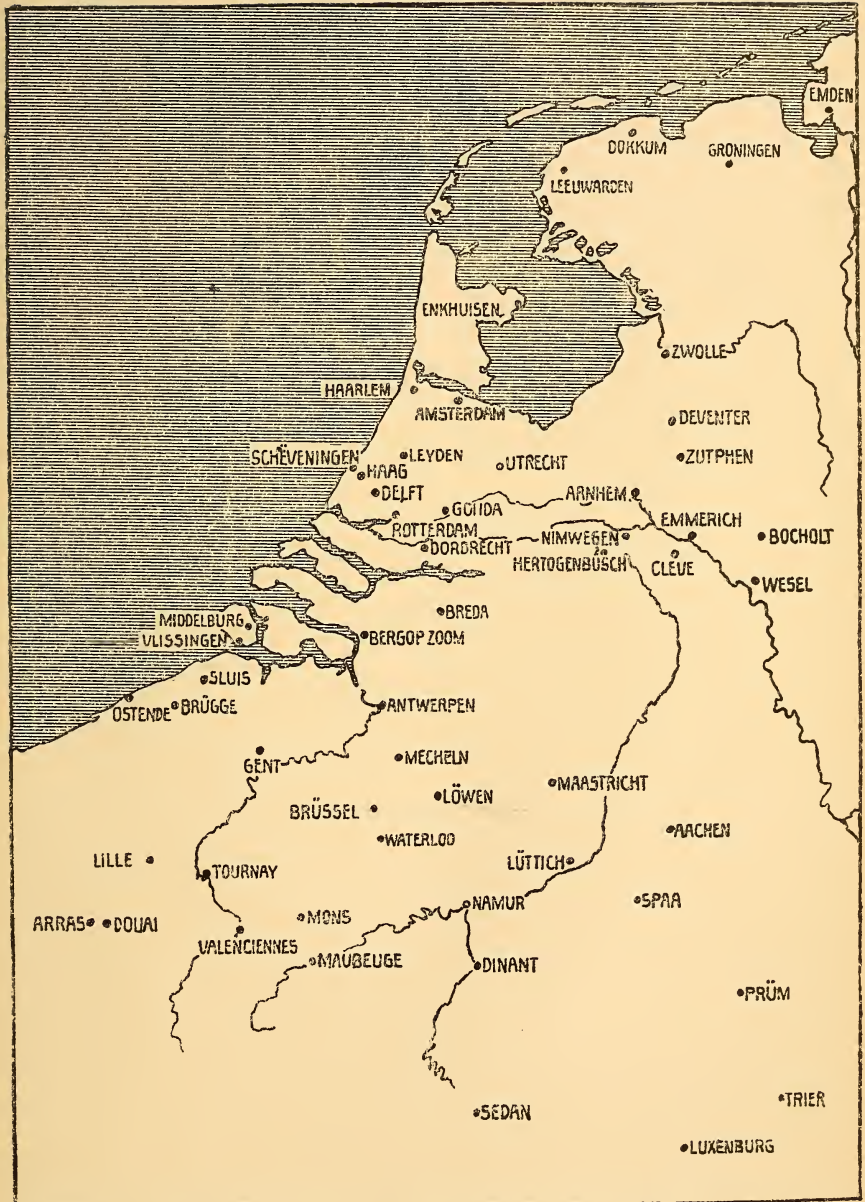 EMDEN
DOKKUM
GRONINGEN
LEEUWARDEN
ENKHUISEN
ZWOLLE
HAARLEM
AMSTERDAM
DEVENTER
SCHEVENINGEN
LEYDEN
UTRECHT
ZUTPHEN
HAAG
DELFT
ARNHEM
GOUDA
ROTTERDAM
EMMERICH
NIMWEGEN
BOCHOLT
DORDRECHT
HERTOGENBUSCH
CLEVE
WESEL
BREDA
MIDDELBURG
VLISSINGEN
BERGOP ZOOM
SLUIS
OSTENDE
BRÜGGE
ANTWERPEN
GENT
MECHELN
MAASTRICHT
LÖWEN
BRÜSSEL
AACHEN
WATERLOO
LILLE
LÜTTICH
TOURNAY
NAMUR
SPAA
MONS
ARRAS
DOUAI
VALENCIENNES
MAUBEUGE
DINANT
PRÜM
TRIER
SEDAN
LUXENBURG